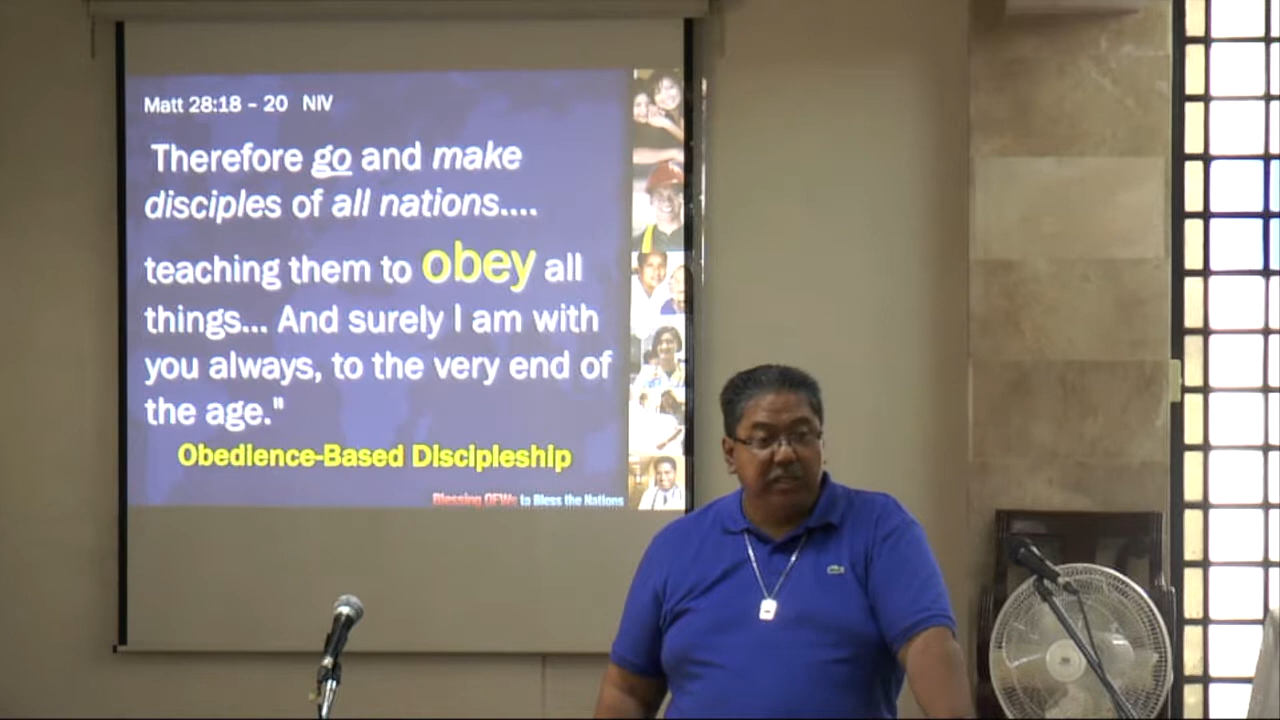 Matt 28:18 – 20 NIV
Therefore go and make
disciples of all nations....
teaching them to obey all
things... And surely I am with
you always, to the very end of
the age."
Obedience-Based Discipleship
Blessing OFWs to Bless the Nations